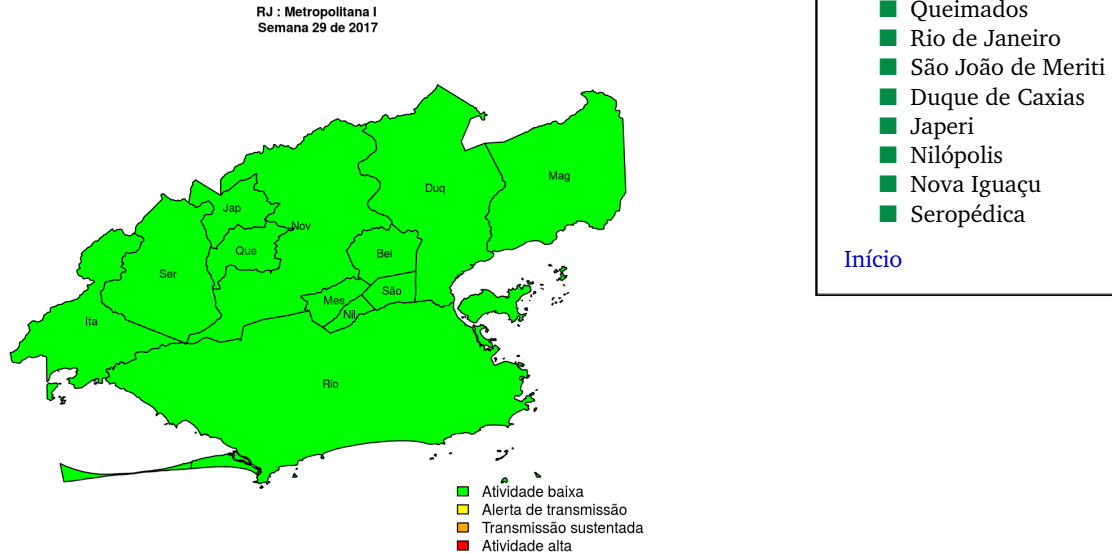 RJ : Metropolitana I
Semana 29 de 2017
Mag
Duq
Jap
Nov
Que
Bel
Ser
São
Mes
Nil
Ita
Rio
Atividade baixa
Alerta de transmissão
Transmissão sustentada
Atividade alta
Queimados
Rio de Janeiro
São João de Meriti
Duque de Caxias
Japeri
Nilópolis
Nova Iguaçu
Seropédica
Início